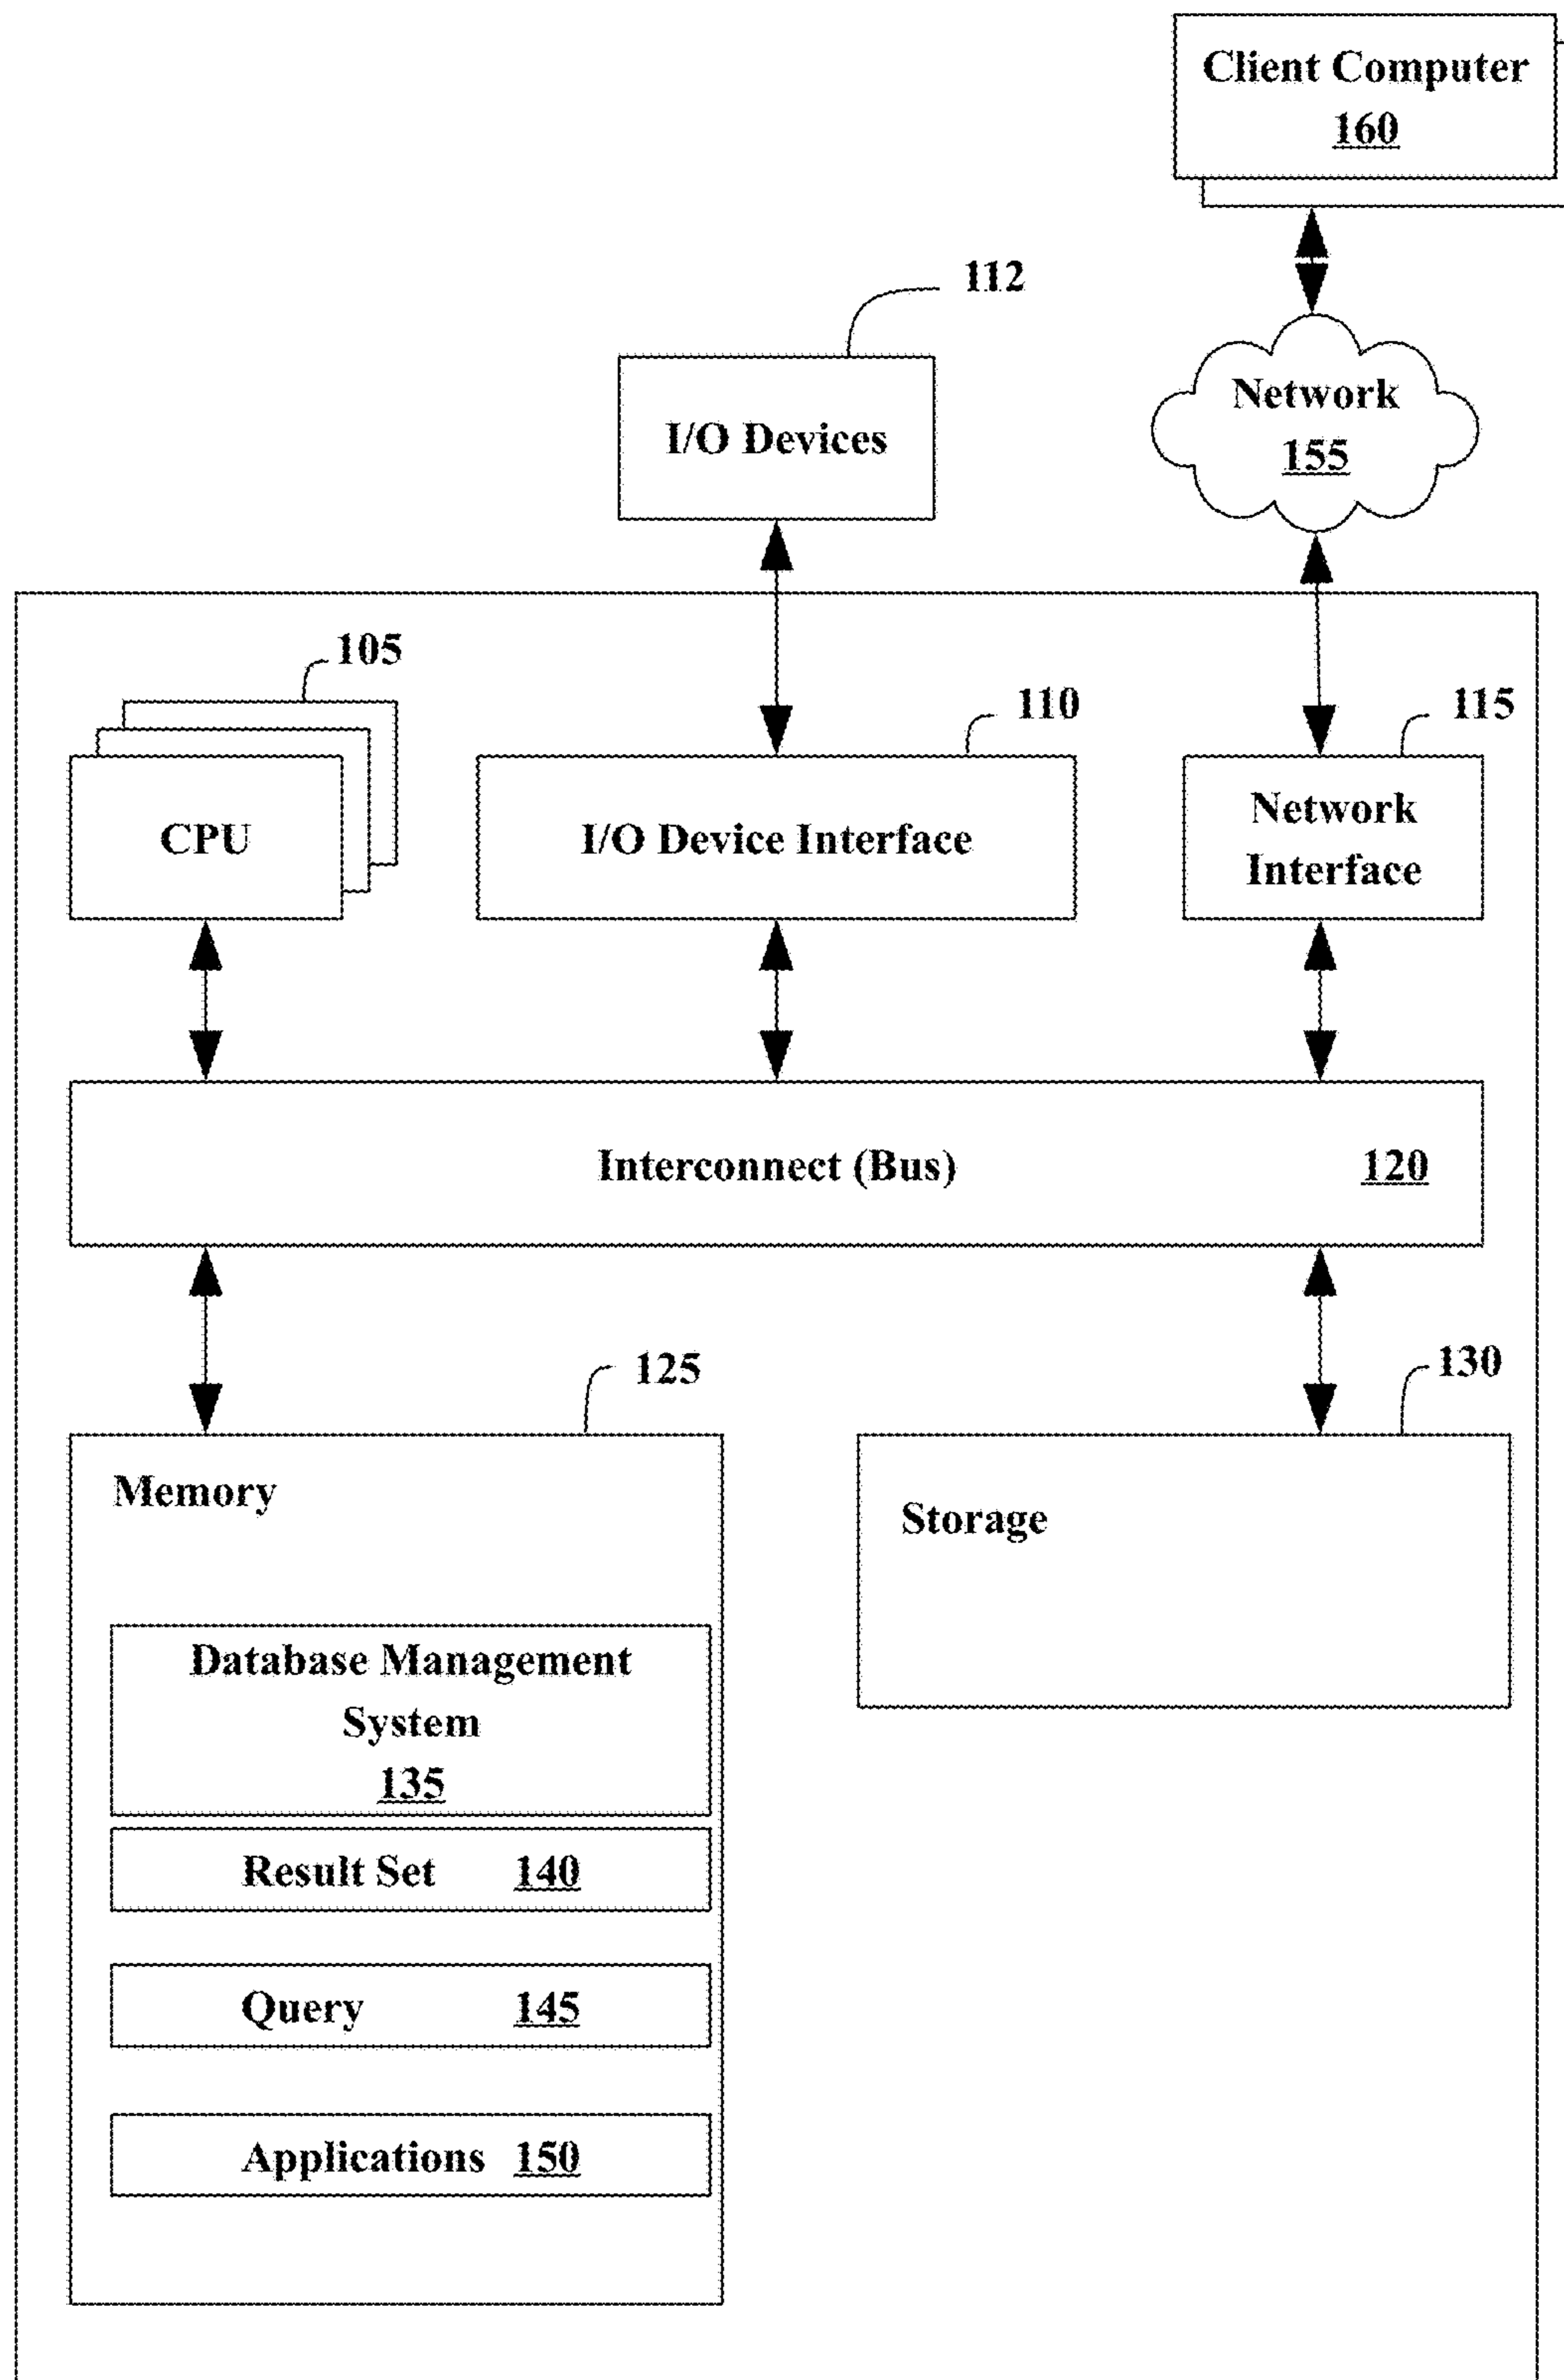 Client Computer
160
112
I/O Devices
Network
155
105
110
115
CPU
I/O Device Interface
Network
Interface
Interconnect (Bus) 120
125
130
Memory
Storage
Database Management
System
135
Result Set 140
Query 145
Applications 150